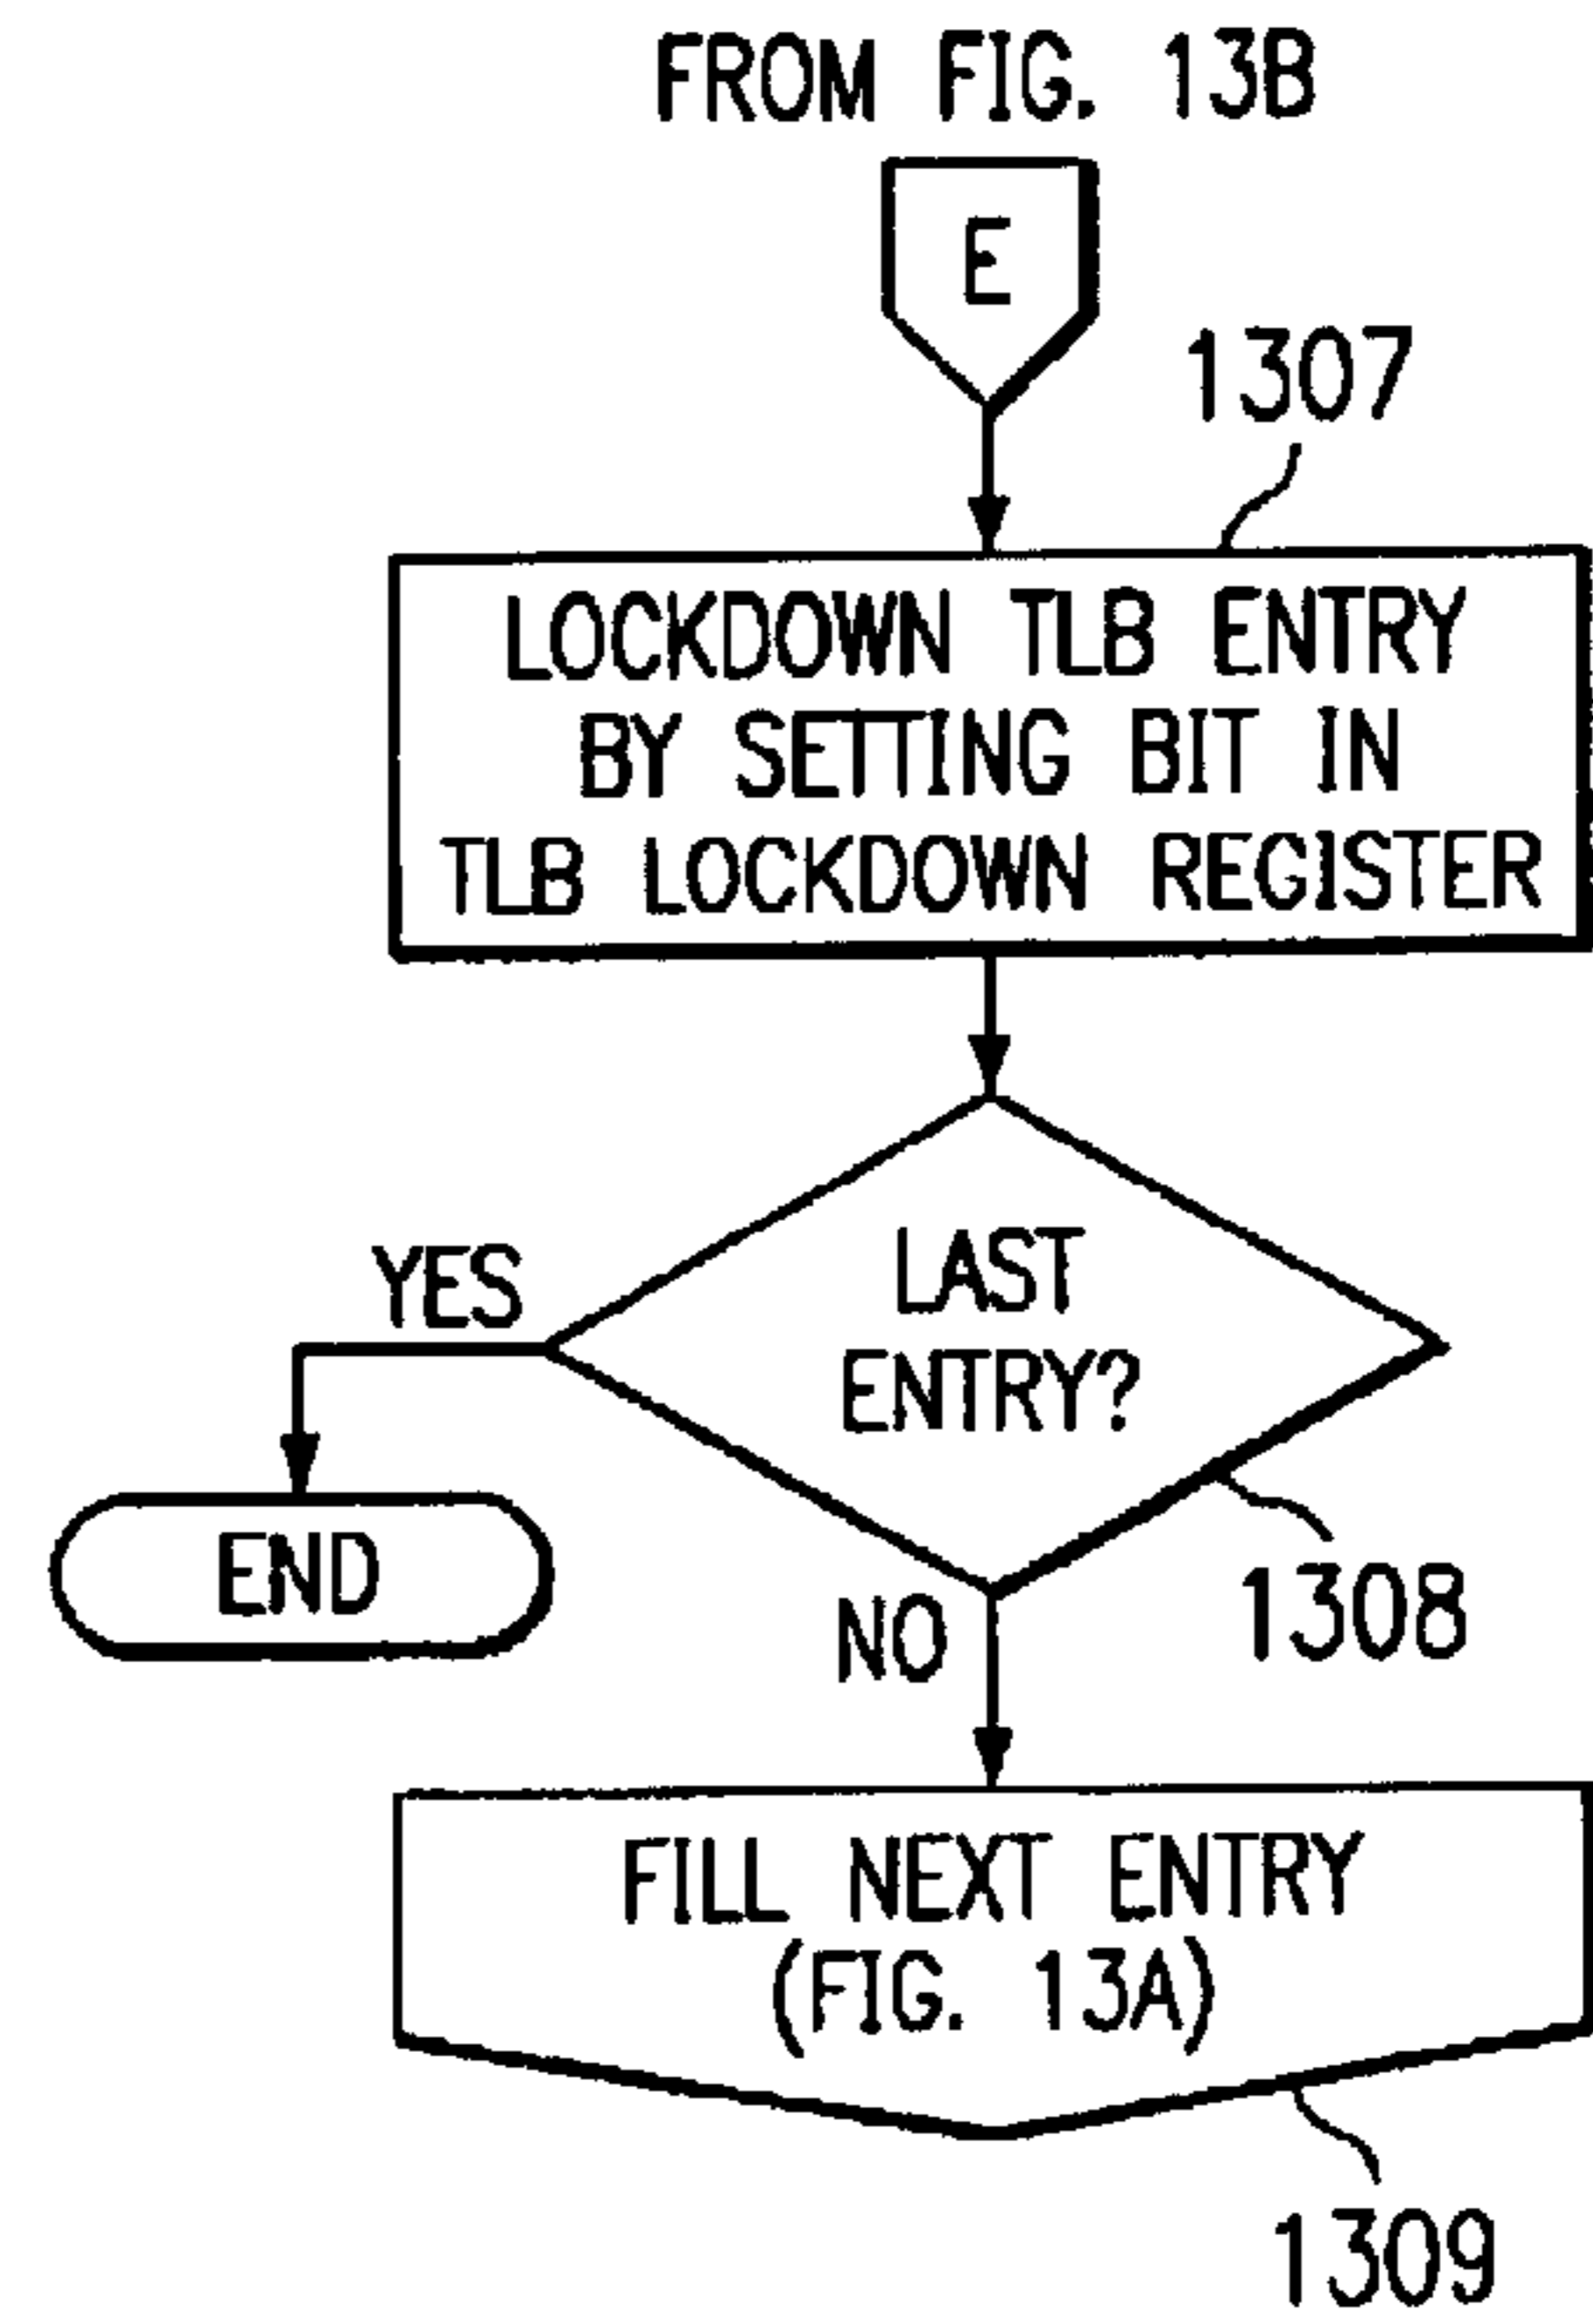 FROM FIG. 13B
E
1307
LOCKDOWN TLB ENTRY
BY SETTING BIT IN
TLB LOCKDOWN REGISTER
LAST
ENTRY?
YES
END
1308
NO
FILL NEXT ENTRY
(FIG. 13A)
1309